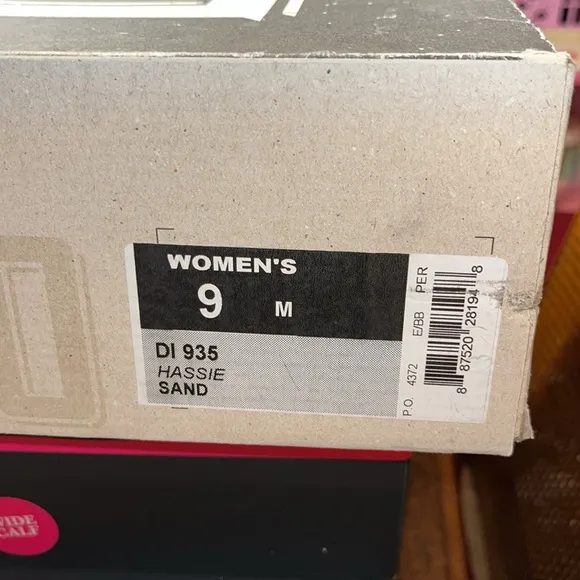 WOMEN'S
9 M
DI 935
HASSIE
SAND
P.O. 4372 E/BB PER
8 87520 28194 8
WIDE
CALF